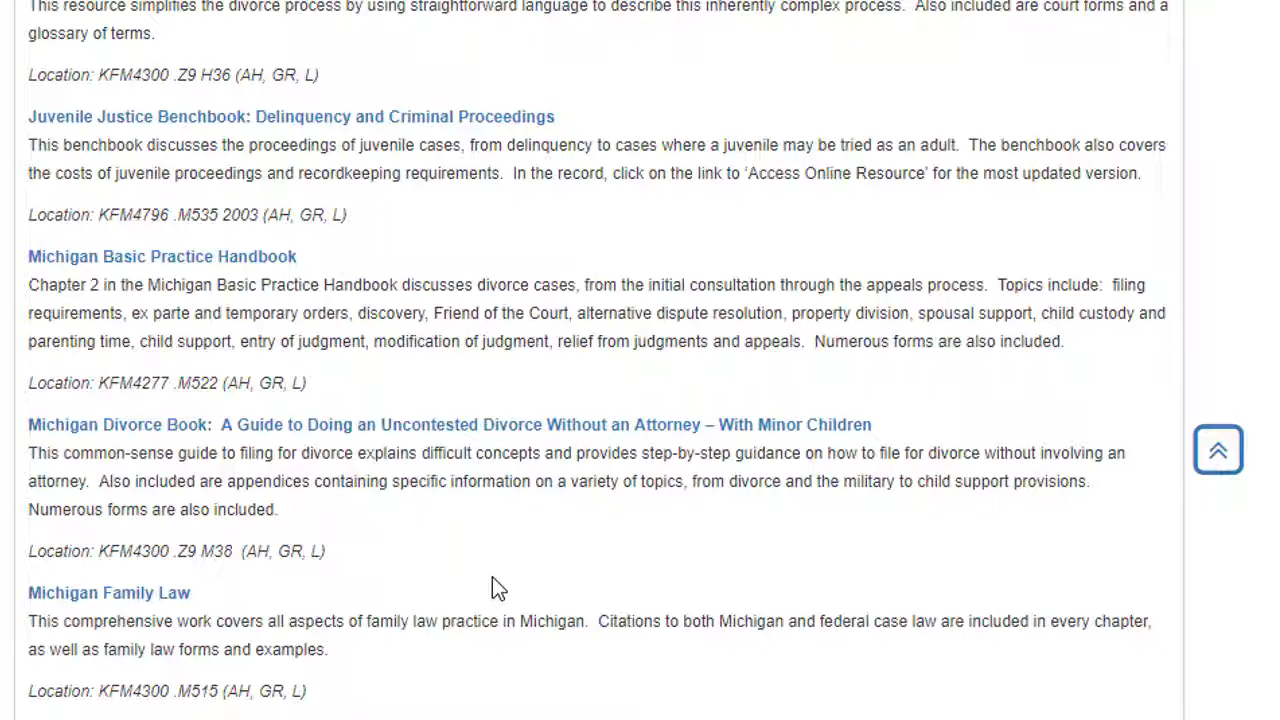 This resource simplifies the divorce process by using straightforward language to describe this inherently complex process.  Also included are court forms and a
glossary of terms.
Location: KFM4300 .Z9 H36 (AH, GR, L)
Juvenile Justice Benchbook: Delinquency and Criminal Proceedings
This benchbook discusses the proceedings of juvenile cases, from delinquency to cases where a juvenile may be tried as an adult.  The benchbook also covers
the costs of juvenile proceedings and recordkeeping requirements.  In the record, click on the link to ‘Access Online Resource’ for the most updated version.
Location: KFM4796 .M535 2003 (AH, GR, L)
Michigan Basic Practice Handbook
Chapter 2 in the Michigan Basic Practice Handbook discusses divorce cases, from the initial consultation through the appeals process.  Topics include:  filing
requirements, ex parte and temporary orders, discovery, Friend of the Court, alternative dispute resolution, property division, spousal support, child custody and
parenting time, child support, entry of judgment, modification of judgment, relief from judgments and appeals.  Numerous forms are also included.
Location: KFM4277 .M522 (AH, GR, L)
Michigan Divorce Book:  A Guide to Doing an Uncontested Divorce Without an Attorney – With Minor Children
This common-sense guide to filing for divorce explains difficult concepts and provides step-by-step guidance on how to file for divorce without involving an
attorney.  Also included are appendices containing specific information on a variety of topics, from divorce and the military to child support provisions.
Numerous forms are also included.
Location: KFM4300 .Z9 M38  (AH, GR, L)
Michigan Family Law
This comprehensive work covers all aspects of family law practice in Michigan.  Citations to both Michigan and federal case law are included in every chapter,
as well as family law forms and examples.
Location: KFM4300 .M515 (AH, GR, L)